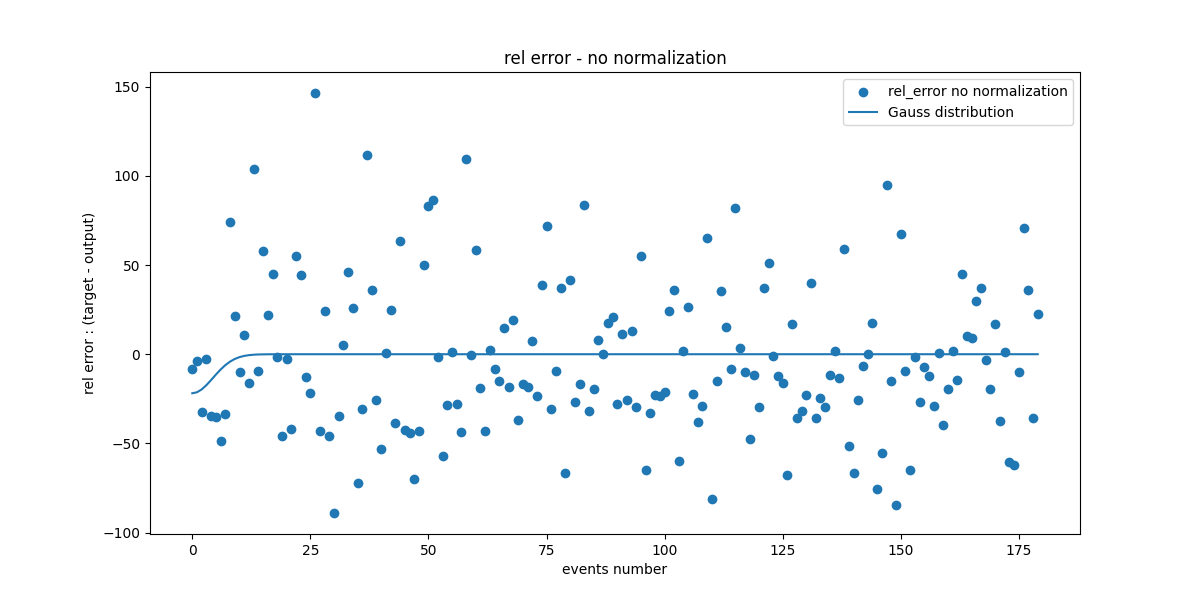 rel error - no normalization
rel_error no normalization
Gauss distribution
rel error : (target - output)
150
100
50
0
−50
−100
0 25 50 75 100 125 150 175
events number